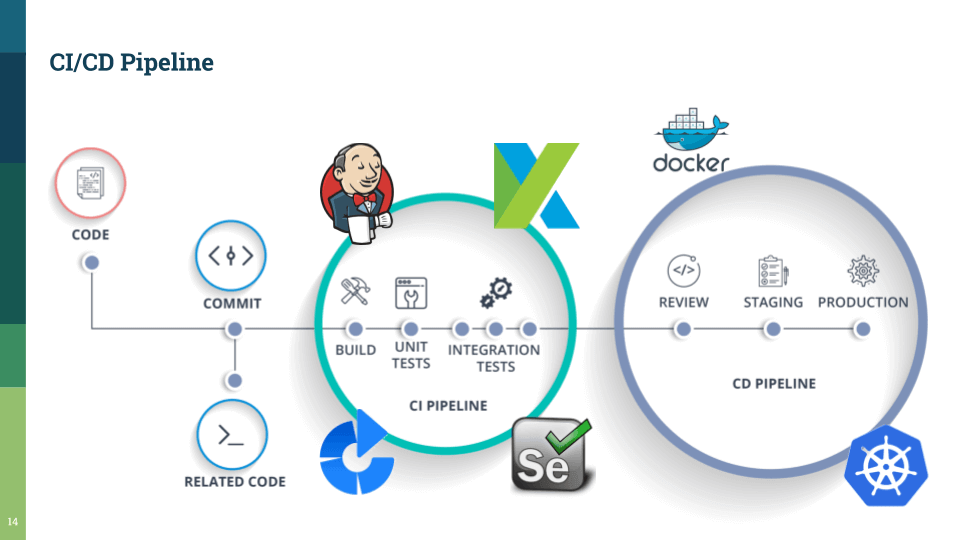 CI/CD Pipeline
docker
CODE
COMMIT
REVIEW
STAGING
PRODUCTION
BUILD
UNIT
TESTS
INTEGRATION
TESTS
CI PIPELINE
CD PIPELINE
Se
RELATED CODE
14